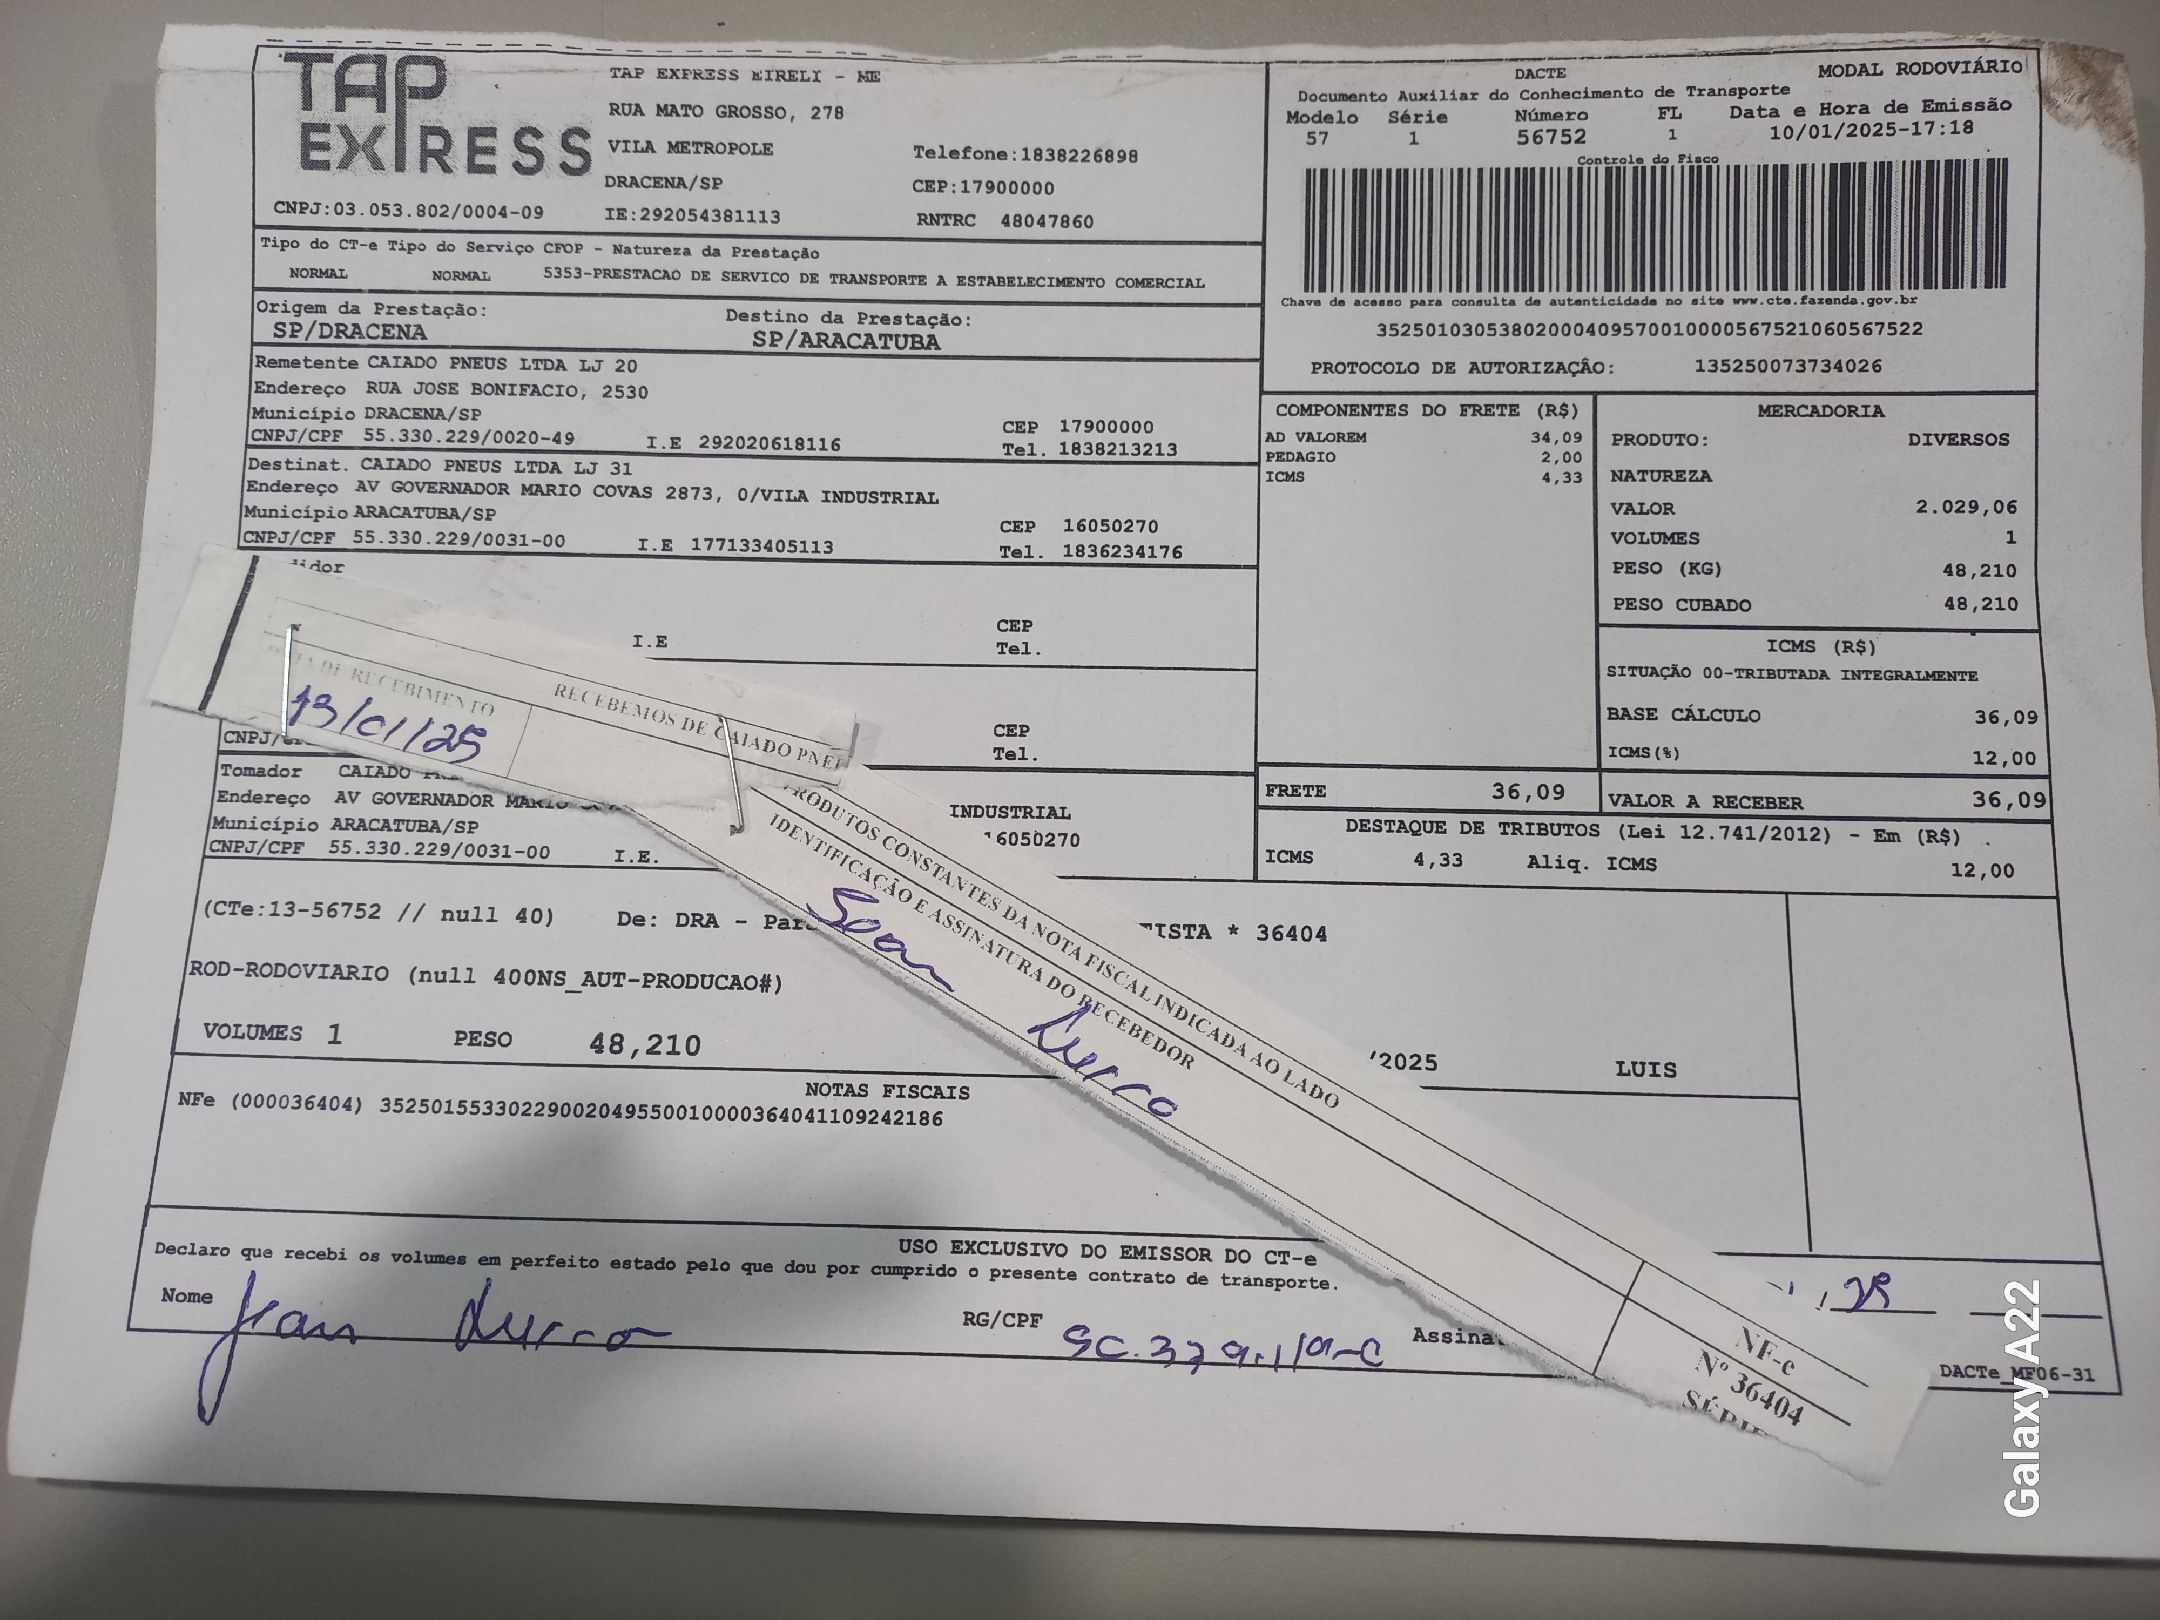 TAP
EXPRESS
TAP EXPRESS EIRELI - ME
RUA MATO GROSSO, 278
VILA METROPOLE
Telefone:1838226898
DRACENA/SP
CEP:17900000
CNPJ:03.053.802/0004-09
IE:292054381113
RNTRC 48047860
DACTE
MODAL RODOVIÁRIO
Documento Auxiliar do Conhecimento de Transporte
Modelo Série Número FL Data e Hora de Emissão
57 1 56752 1 10/01/2025-17:18
Controle do Fisco
Chave de acesso para consulta de autenticidade no site www.cte.fazenda.gov.br
35250103053802000409570010000567521060567522
PROTOCOLO DE AUTORIZAÇÂO: 135250073734026
Tipo do CT-e Tipo do Serviço CFOP - Natureza da Prestação
NORMAL NORMAL 5353-PRESTACAO DE SERVICO DE TRANSPORTE A ESTABELECIMENTO COMERCIAL
Origem da Prestação:
SP/DRACENA
Destino da Prestação:
SP/ARACATUBA
Remetente CAIADO PNEUS LTDA LJ 20
Endereço RUA JOSE BONIFACIO, 2530
Município DRACENA/SP
CEP 17900000
CNPJ/CPF 55.330.229/0020-49 I.E 292020618116 Tel. 1838213213
Destinat. CAIADO PNEUS LTDA LJ 31
Endereço AV GOVERNADOR MARIO COVAS 2873, 0/VILA INDUSTRIAL
Município ARACATUBA/SP
CEP 16050270
CNPJ/CPF 55.330.229/0031-00 I.E 177133405113 Tel. 1836234176
CEP
I.E Tel.
CEP
Tel.
COMPONENTES DO FRETE (R$)
AD VALOREM 34,09
PEDAGIO 2,00
ICMS 4,33
MERCADORIA
PRODUTO: DIVERSOS
NATUREZA
VALOR 2.029,06
VOLUMES 1
PESO (KG) 48,210
PESO CUBADO 48,210
ICMS (R$)
SITUAÇÃO 00-TRIBUTADA INTEGRALMENTE
BASE CÁLCULO 36,09
ICMS(%) 12,00
FRETE 36,09
VALOR A RECEBER 36,09
DESTAQUE DE TRIBUTOS (Lei 12.741/2012) - Em (R$)
ICMS 4,33 Aliq. ICMS 12,00
DE RECEBIMENTO
13/01/25
RECEBEMOS DE CAIADO PNEU
PRODUTOS CONSTANTES DA NOTA FISCAL INDICADA AO LADO
IDENTIFICAÇÃO E ASSINATURA DO RECEBEDOR
NF-e
Nº 36404
SÉRIE
CNPJ/
Tomador CAIADO
Endereço AV GOVERNADOR MARIO INDUSTRIAL
Município ARACATUBA/SP 16050270
CNPJ/CPF 55.330.229/0031-00 I.E.
(CTe:13-56752 // null 40) De: DRA - Par ISTA * 36404
ROD-RODOVIARIO (null 400NS_AUT-PRODUCAO#)
VOLUMES 1 PESO 48,210 /2025 LUIS
NOTAS FISCAIS
NFe (000036404) 35250155330229002049550010000364041109242186
USO EXCLUSIVO DO EMISSOR DO CT-e
Declaro que recebi os volumes em perfeito estado pelo que dou por cumprido o presente contrato de transporte.
Nome Jean
RG/CPF
Assina
DACTe_MF06-31
Galaxy A22